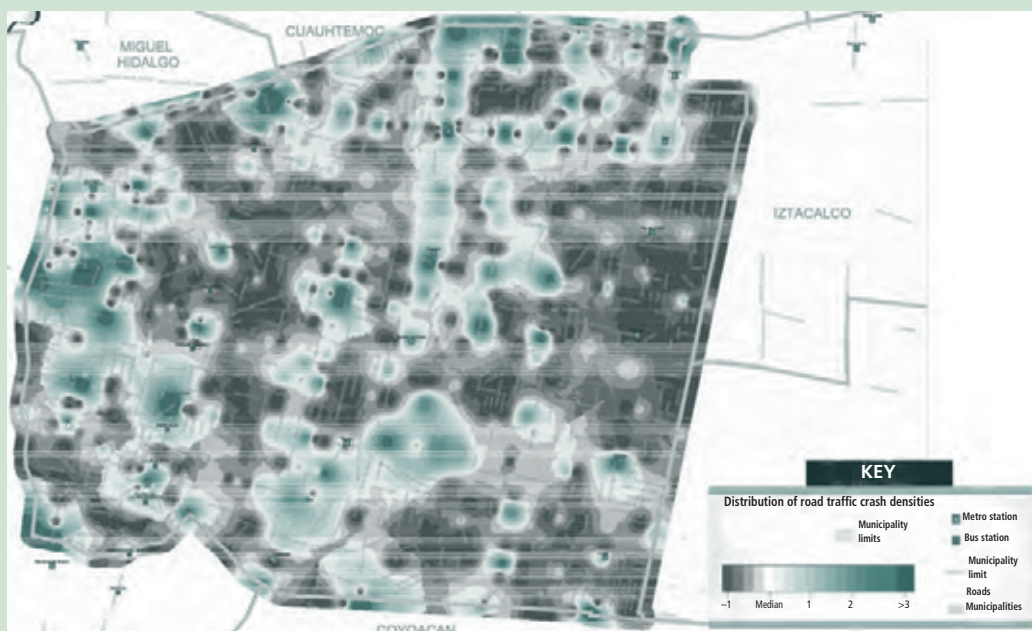 CUAUHTEMOC
MIGUEL
HIDALGO
IZTACALCO
COYOACAN
KEY
Distribution of road traffic crash densities
Municipality
limits
–1
Median
1
2
>3
Metro station
Bus station
Municipality
limit
Roads
Municipalities